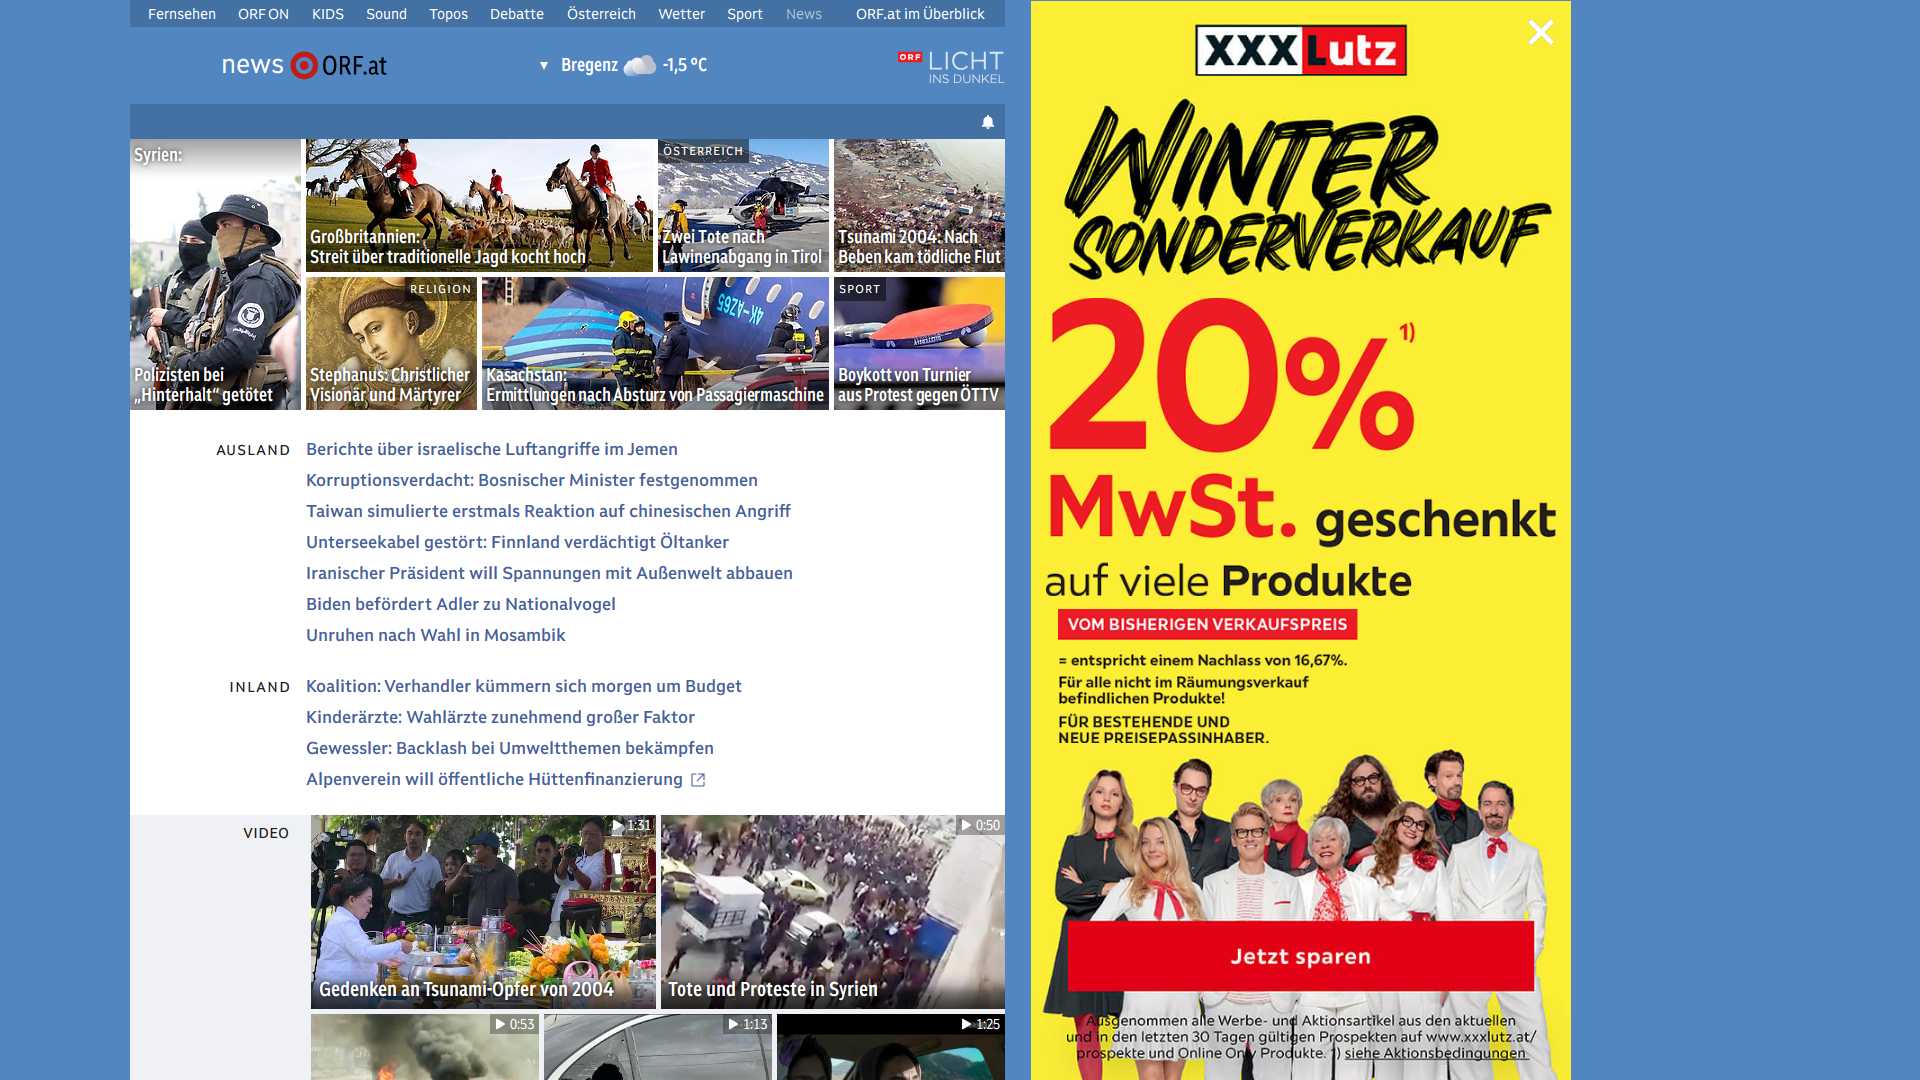 Fernsehen ORF ON KIDS Sound Topos Debatte Österreich Wetter Sport News ORF.at im Überblick
news ORF.at
Bregenz -1,5 °C
ORF LICHT
INS DUNKEL
Syrien:
Polizisten bei
„Hinterhalt“ getötet
Großbritannien:
Streit über traditionelle Jagd kocht hoch
ÖSTERREICH
Zwei Tote nach
Lawinenabgang in Tirol
Tsunami 2004: Nach
Beben kam tödliche Flut
RELIGION
Stephanus: Christlicher
Visionär und Märtyrer
4K-AZ65
Kasachstan:
Ermittlungen nach Absturz von Passagiermaschine
SPORT
Boykott von Turnier
aus Protest gegen ÖTTV
AUSLAND
Berichte über israelische Luftangriffe im Jemen
Korruptionsverdacht: Bosnischer Minister festgenommen
Taiwan simulierte erstmals Reaktion auf chinesischen Angriff
Unterseekabel gestört: Finnland verdächtigt Öltanker
Iranischer Präsident will Spannungen mit Außenwelt abbauen
Biden befördert Adler zu Nationalvogel
Unruhen nach Wahl in Mosambik
INLAND
Koalition: Verhandler kümmern sich morgen um Budget
Kinderärzte: Wahlärzte zunehmend großer Faktor
Gewessler: Backlash bei Umweltthemen bekämpfen
Alpenverein will öffentliche Hüttenfinanzierung
VIDEO
1:31
Gedenken an Tsunami-Opfer von 2004
0:50
Tote und Proteste in Syrien
0:53
1:13
1:25
XXXLutz
WINTER
SONDERVERKAUF
20% 1)
MwSt. geschenkt
auf viele Produkte
VOM BISHERIGEN VERKAUFSPREIS
= entspricht einem Nachlass von 16,67%.
Für alle nicht im Räumungsverkauf
befindlichen Produkte!
FÜR BESTEHENDE UND
NEUE PREISEPASSINHABER.
Jetzt sparen
Ausgenommen alle Werbe- und Aktionsartikel aus den aktuellen
und in den letzten 30 Tagen gültigen Prospekten auf www.xxxlutz.at/
prospekte und Online Only Produkte. 1) siehe Aktionsbedingungen